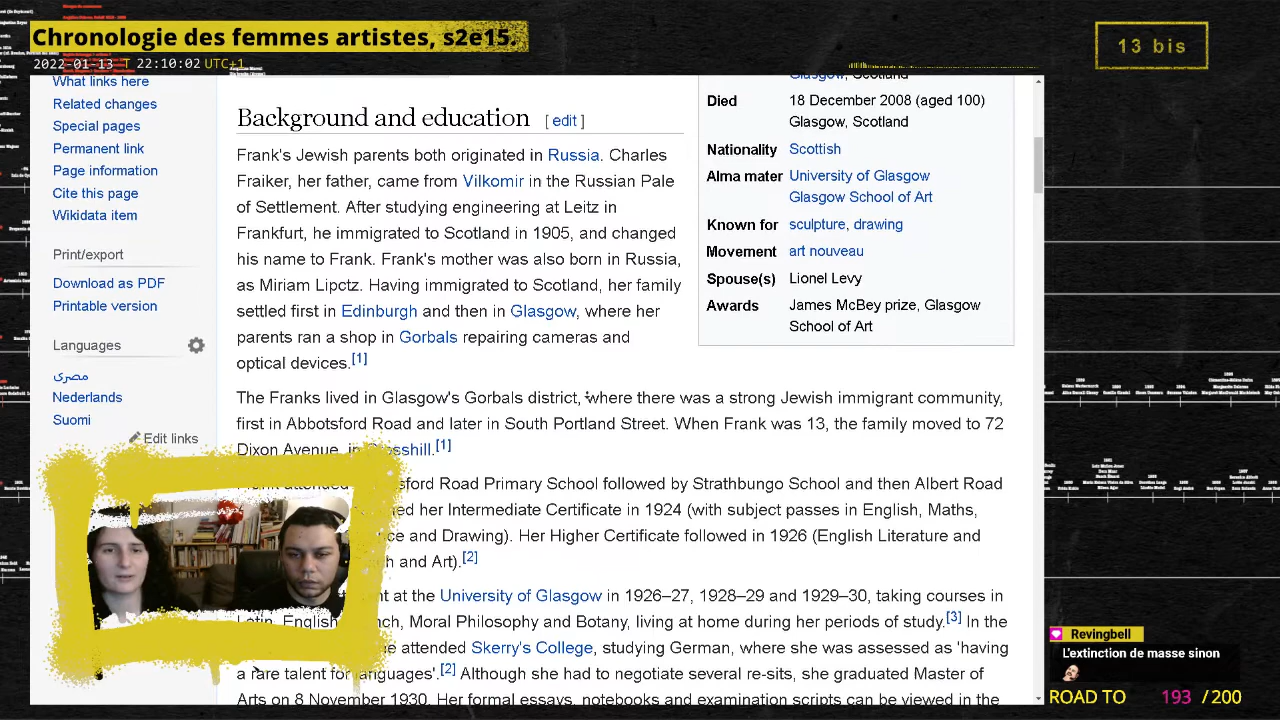 Chronologie des femmes artistes, s2e15.
2022-01-13 T 22:10:02 UTC+1
13 bis
What links here
Related changes
Special pages
Permanent link
Page information
Cite this page
Wikidata item
Print/export
Download as PDF
Printable version
Languages
مصرى
Nederlands
Suomi
Edit links
Background and education [ edit ]
Frank's Jewish parents both originated in Russia. Charles
Fraiker, her father, came from Vilkomir in the Russian Pale
of Settlement. After studying engineering at Leitz in
Frankfurt, he immigrated to Scotland in 1905, and changed
his name to Frank. Frank's mother was also born in Russia,
as Miriam Lipctz. Having immigrated to Scotland, her family
settled first in Edinburgh and then in Glasgow, where her
parents ran a shop in Gorbals repairing cameras and
optical devices.[1]
Glasgow, Scotland
Died 18 December 2008 (aged 100)
Glasgow, Scotland
Nationality Scottish
Alma mater University of Glasgow
Glasgow School of Art
Known for sculpture, drawing
Movement art nouveau
Spouse(s) Lionel Levy
Awards James McBey prize, Glasgow
School of Art
The Franks lived in Glasgow's Gorbals district, where there was a strong Jewish immigrant community,
first in Abbotsford Road and later in South Portland Street. When Frank was 13, the family moved to 72
Dixon Avenue, in Crosshill.[1]
sford Road Primary School followed by Strathbungo School and then Albert Road
ed her Intermediate Certificate in 1924 (with subject passes in English, Maths,
ce and Drawing). Her Higher Certificate followed in 1926 (English Literature and
h and Art).[2]
nt at the University of Glasgow in 1926–27, 1928–29 and 1929–30, taking courses in
Latin, English, nch, Moral Philosophy and Botany, living at home during her periods of study.[3] In the
e attended Skerry's College, studying German, where she was assessed as 'having
a rare talent for languages'.[2] Although she had to negotiate several re-sits, she graduated Master of
Arts on 8 November 1930. Her formal essays, notebooks and examination scripts can be viewed in the
Revingbell
L'extinction de masse sinon
ROAD TO 193 / 200